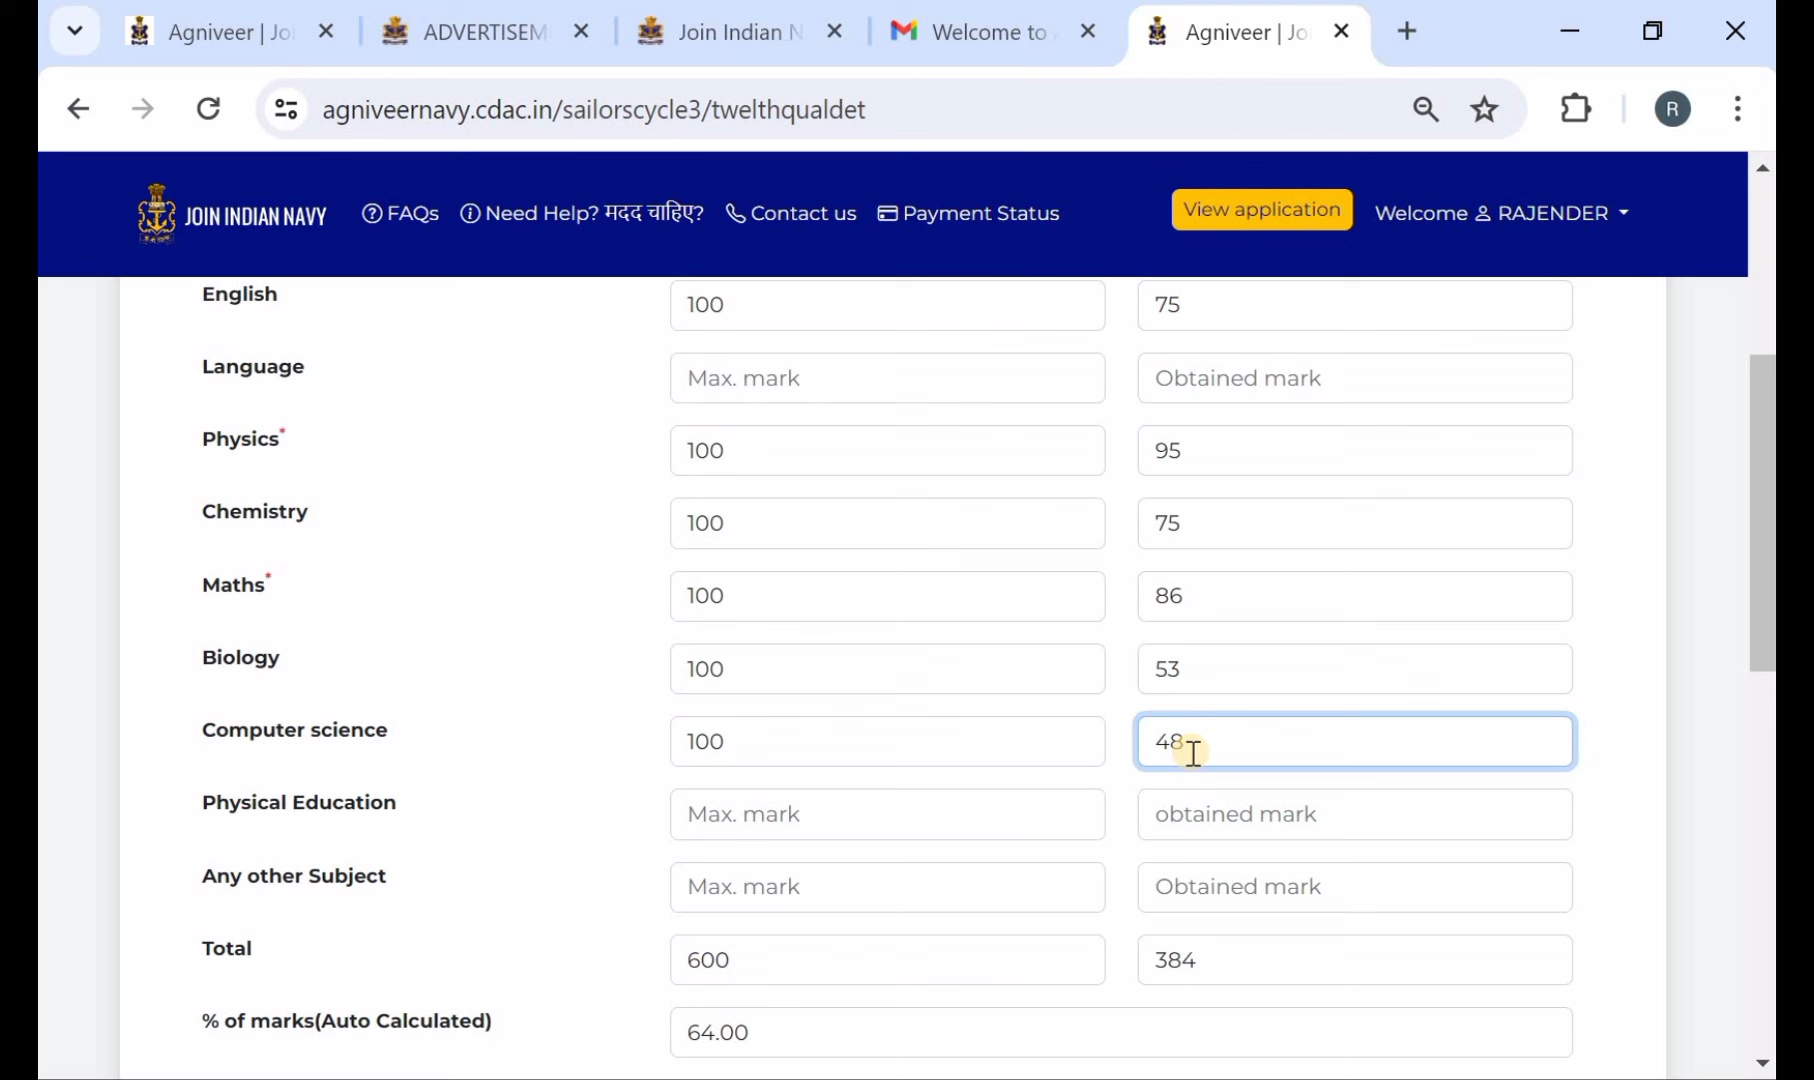 Agniveer | Jo
ADVERTISEM
Join Indian N
Welcome to
Agniveer | Jo
agniveernavy.cdac.in/sailorscycle3/twelthqualdet
R
JOIN INDIAN NAVY
FAQs
Need Help? मदद चाहिए?
Contact us
Payment Status
View application
Welcome RAJENDER
English 100 75
Language Max. mark Obtained mark
Physics* 100 95
Chemistry 100 75
Maths* 100 86
Biology 100 53
Computer science 100 48
Physical Education Max. mark obtained mark
Any other Subject Max. mark Obtained mark
Total 600 384
% of marks(Auto Calculated) 64.00